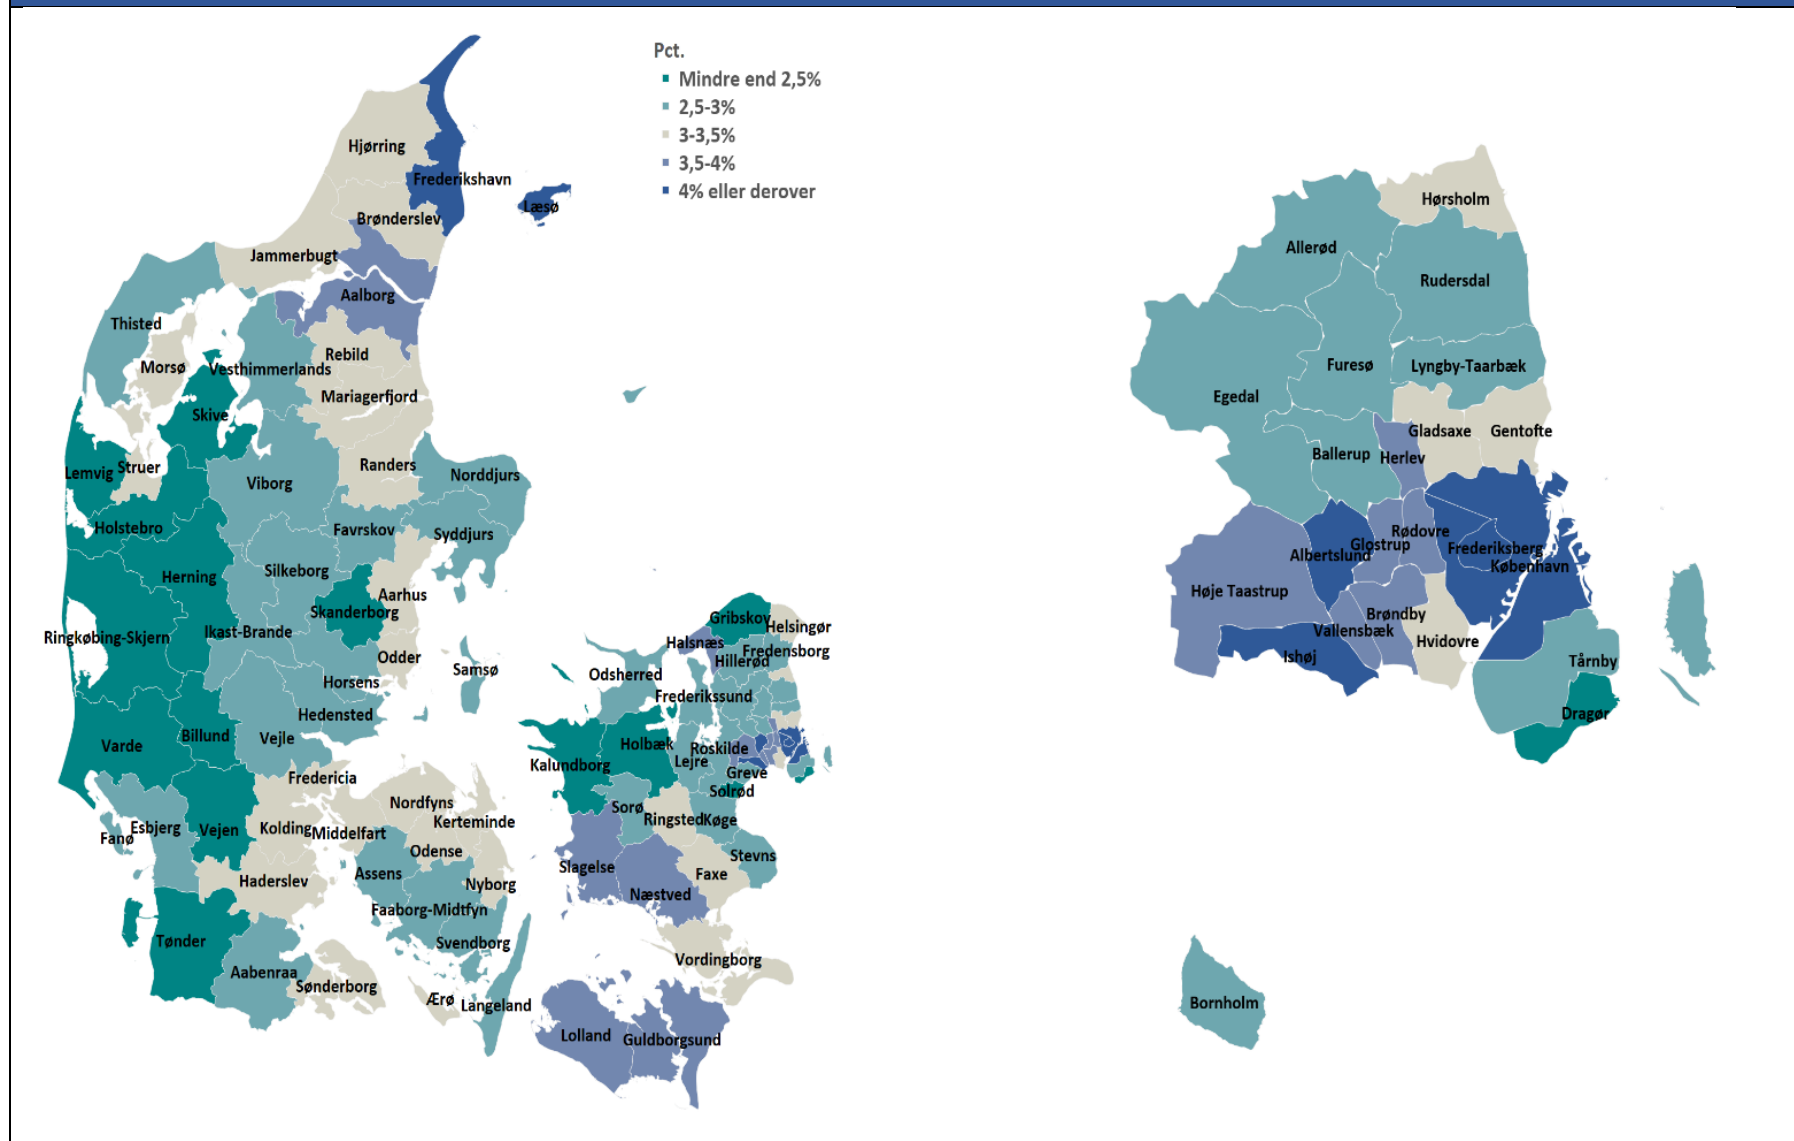 Pct.
Mindre end 2,5%
2,5-3%
3-3,5%
3,5-4%
4% eller derover
Hjørring
Frederikshavn
Læsø
Brønderslev
Jammerbugt
Aalborg
Thisted
Rebild
Morsø
Vesthimmerlands
Mariagerfjord
Skive
Randers
Lemvig
Struer
Norddjurs
Viborg
Holstebro
Favrskov
Syddjurs
Silkeborg
Herning
Aarhus
Skanderborg
Ikast-Brande
Ringkøbing-Skjern
Odder
Samsø
Horsens
Hedensted
Varde
Billund
Vejle
Fredericia
Nordfyns
Kerteminde
Fanø
Esbjerg
Vejen
Kolding
Middelfart
Odense
Assens
Haderslev
Nyborg
Faaborg-Midtfyn
Svendborg
Tønder
Aabenraa
Sønderborg
Ærø
Langeland
Gribskov
Helsingør
Halsnæs
Fredensborg
Hillerød
Odsherred
Frederikssund
Holbæk
Roskilde
Kalundborg
Lejre
Greve
Solrød
Sorø
Ringsted
Køge
Stevns
Slagelse
Faxe
Næstved
Vordingborg
Lolland
Guldborgsund
Hørsholm
Allerød
Rudersdal
Furesø
Lyngby-Taarbæk
Egedal
Gladsaxe
Gentofte
Ballerup
Herlev
Rødovre
Glostrup
Albertslund
Frederiksberg
København
Høje Taastrup
Brøndby
Vallensbæk
Hvidovre
Ishøj
Tårnby
Dragør
Bornholm